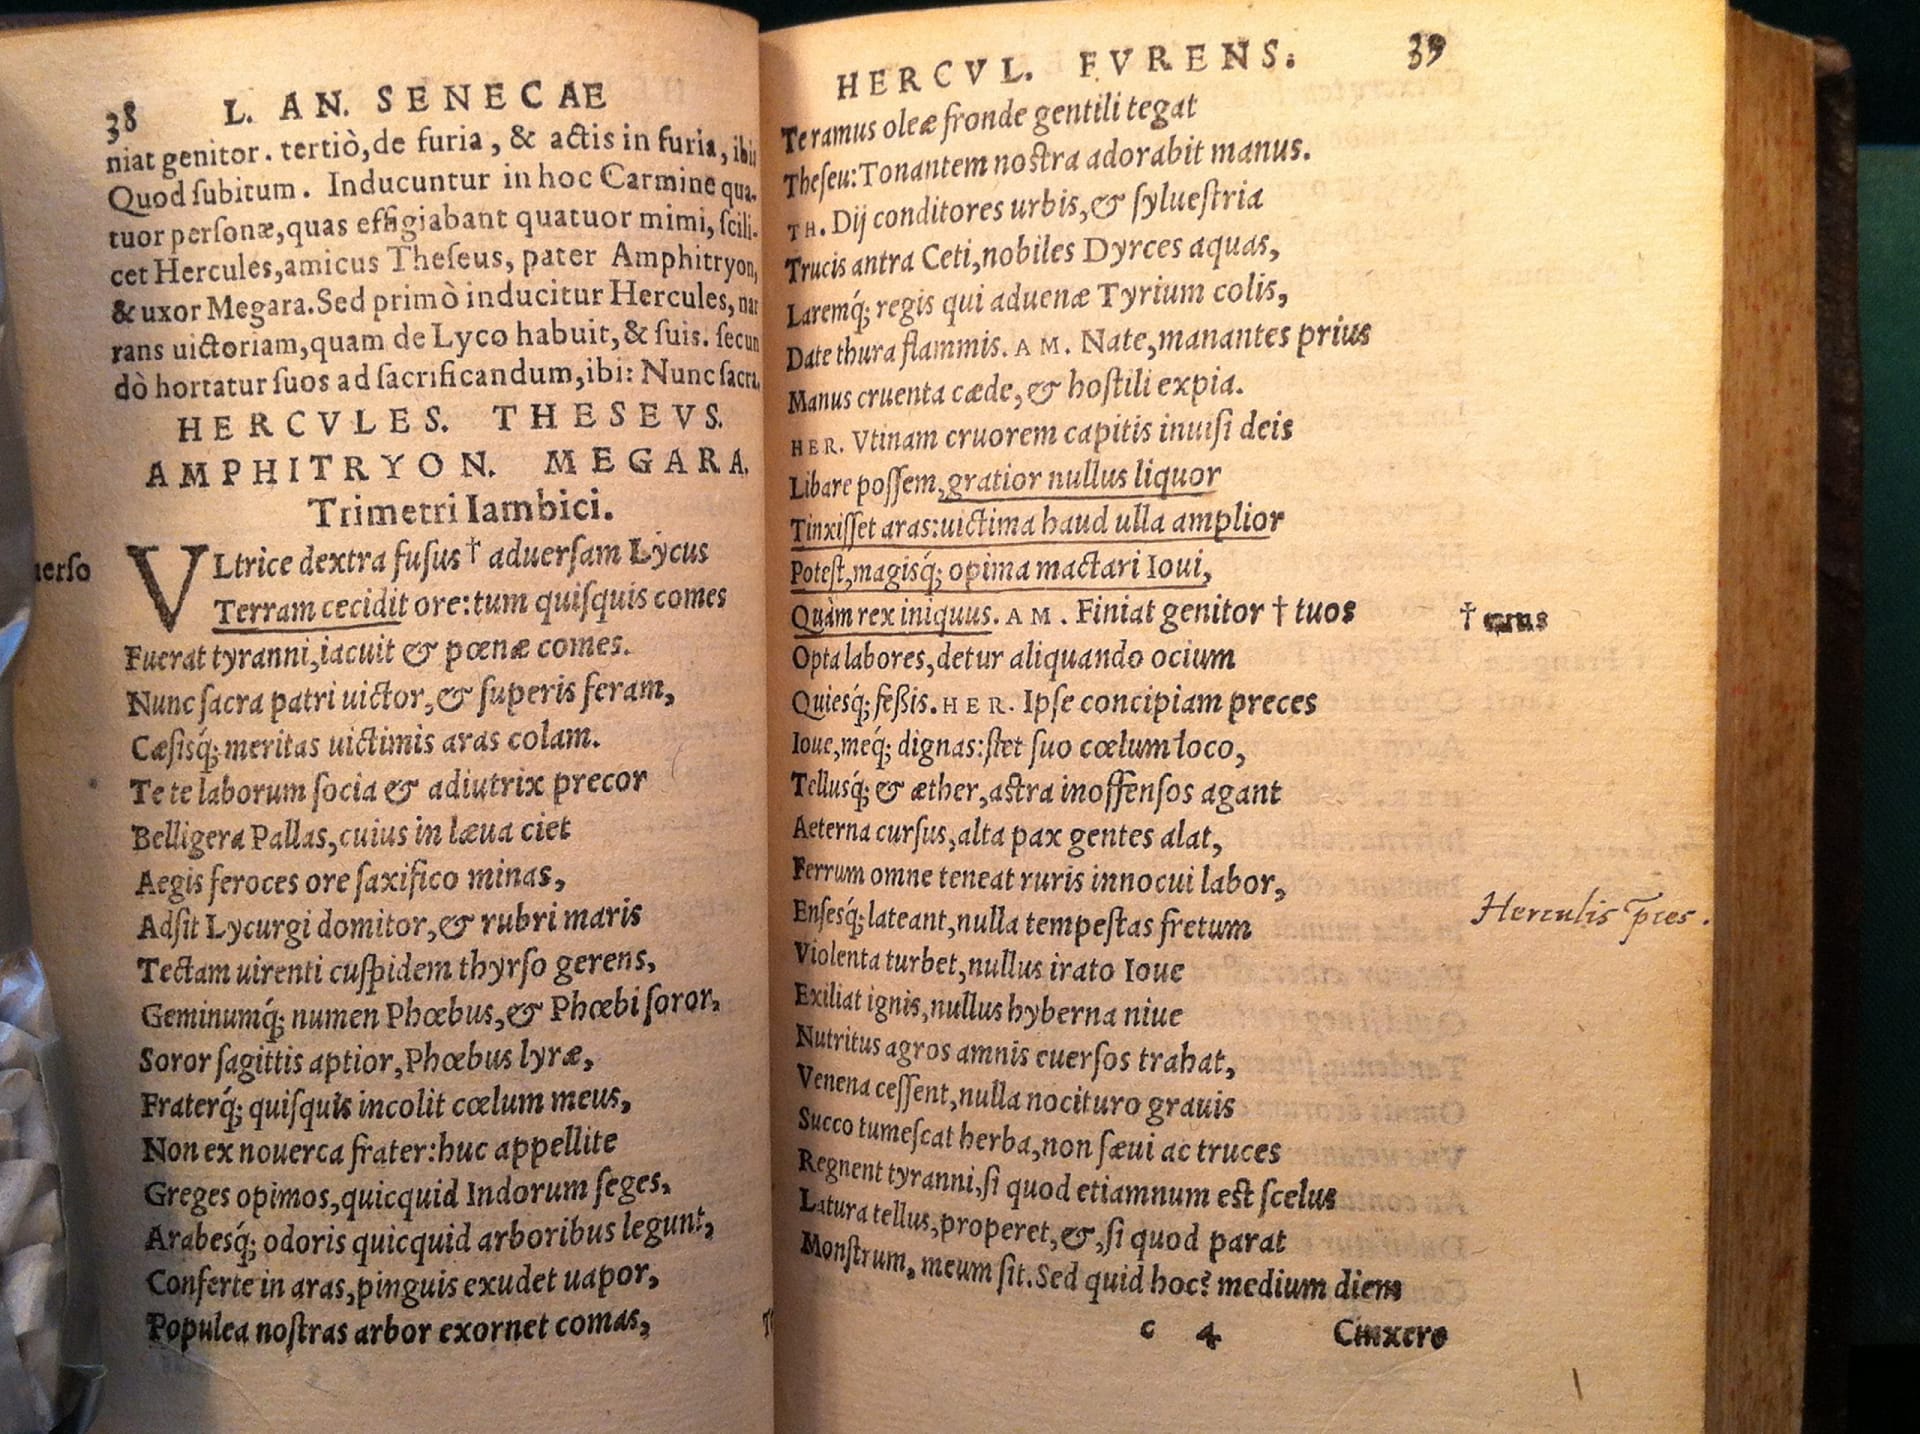 38 L. AN. SENECAE
niat genitor. tertiò, de furia, & actis in furia, ibi:
Quod ſubitum. Inducuntur in hoc Carmine qua-
tuor perſonæ, quas effigiabant quatuor mimi, ſcili-
cet Hercules, amicus Theſeus, pater Amphitryon,
& uxor Megara. Sed primò inducitur Hercules, nar
rans uictoriam, quam de Lyco habuit, & ſuis. ſecun
dò hortatur ſuos ad ſacrificandum, ibi: Nunc ſacra.
HERCVLES. THESEVS.
AMPHITRYON. MEGARA.
Trimetri Iambici.
VLtrice dextra fuſus † aduerſam Lycus
Terram cecidit ore: tum quiſquis comes
Fuerat tyranni, iacuit & pœnæ comes.
Nunc ſacra patri uictor, & ſuperis feram,
Cæſisq́; meritas uictimis aras colam.
Te te laborum ſocia & adiutrix precor
Belligera Pallas, cuius in læua ciet
Aegis feroces ore ſaxifico minas,
Adſit Lycurgi domitor, & rubri maris
Tectam uirenti cuſpidem thyrſo gerens,
Geminumq́; numen Phœbus, & Phœbi ſoror,
Soror ſagittis aptior, Phœbus lyræ,
Fraterq́; quiſquis incolit cœlum meus,
Non ex nouerca frater: huc appellite
Greges opimos, quicquid Indorum ſeges,
Arabesq́; odoris quicquid arboribus legunt,
Conferte in aras, pinguis exudet uapor,
Populea noſtras arbor exornet comas,
HERCVL. FVRENS. 39
Te ramus oleæ fronde gentili tegat
Theſeu: Tonantem noſtra adorabit manus.
TH. Dij conditores urbis, & ſylueſtria
Trucis antra Ceti, nobiles Dyrces aquas,
Laremq́; regis qui aduenæ Tyrium colis,
Date thura flammis. AM. Nate, manantes prius
Manus cruenta cæde, & hoſtili expia.
HER. Vtinam cruorem capitis inuiſi deis
Libare poſſem, gratior nullus liquor
Tinxiſſet aras: uictima haud ulla amplior
Poteſt, magisq́; opima mactari Ioui,
Quàm rex iniquus. AM. Finiat genitor † tuos
Opta labores, detur aliquando ocium
Quiesq́; feßis. HER. Ipſe concipiam preces
Ioue, meq́; dignas: ſtet ſuo cœlum loco,
Tellusq́; & æther, aſtra inoffenſos agant
Aeterna curſus, alta pax gentes alat,
Ferrum omne teneat ruris innocui labor,
Enſesq́; lateant, nulla tempeſtas fretum
Violenta turbet, nullus irato Ioue
Exiliat ignis, nullus hyberna niue
Nutritus agros amnis euerſos trahat,
Venena ceſſent, nulla nocituro grauis
Succo tumeſcat herba, non ſæui ac truces
Regnent tyranni, ſi quod etiamnum eſt ſcelus
Latura tellus, properet, &, ſi quod parat
Monſtrum, meum ſit. Sed quid hoc? medium diem
c 4 Cinxere
Herculis p̄ces.